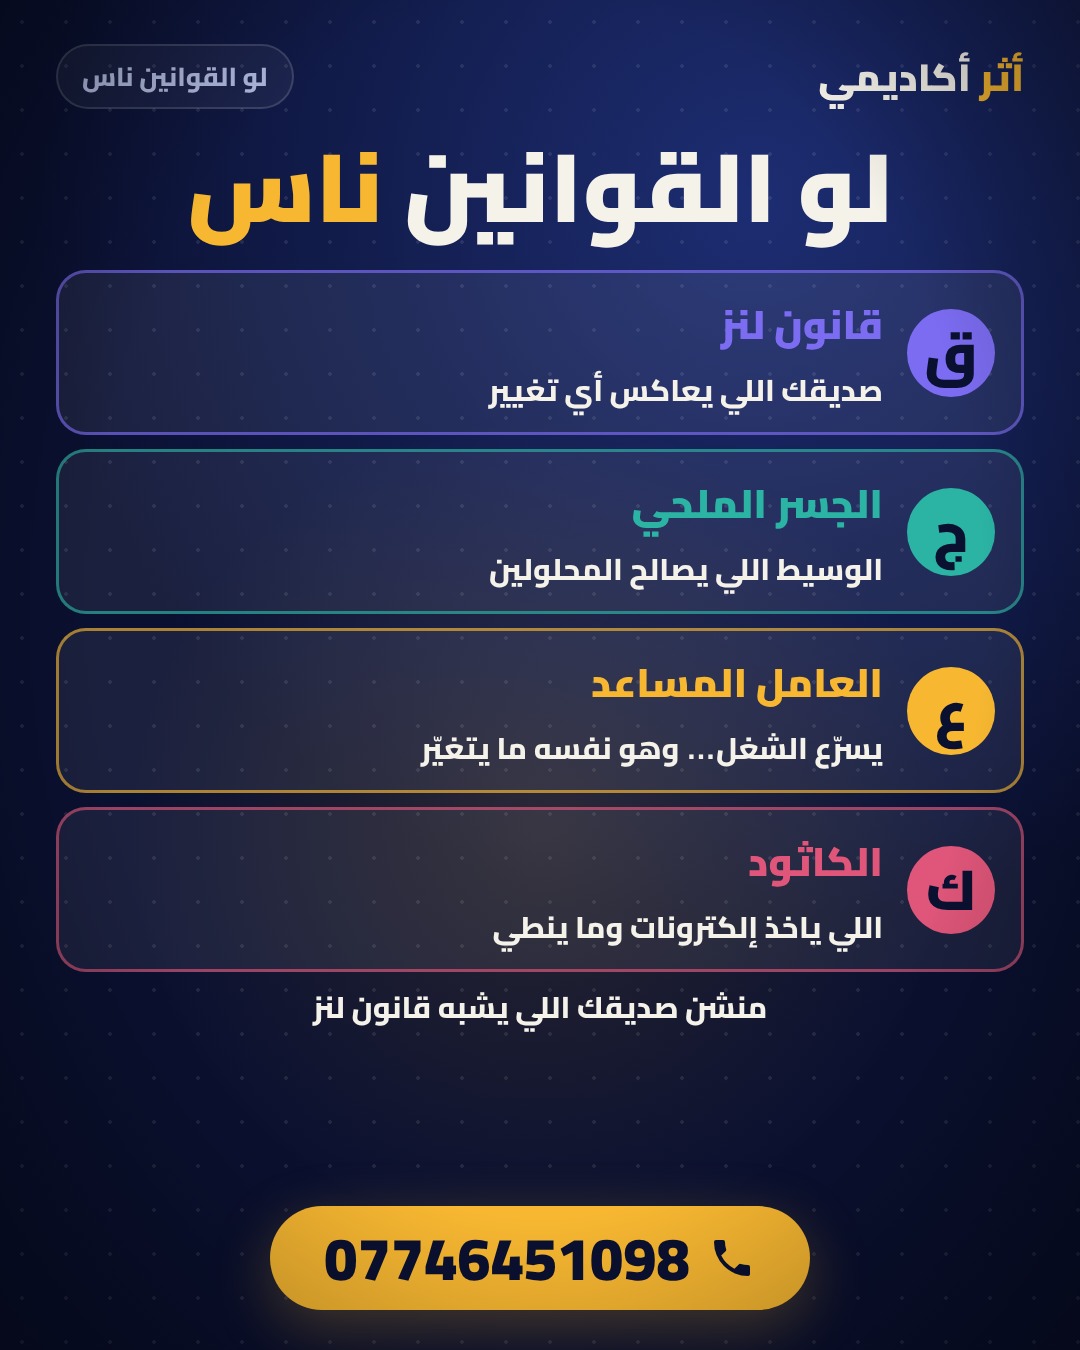 أثر أكاديمي
لو القوانين ناس
لو القوانين ناس
ق
قانون لنز
صديقك اللي يعاكس أي تغيير
ج
الجسر الملحي
الوسيط اللي يصالح المحلولين
ع
العامل المساعد
يسرّع الشغل... وهو نفسه ما يتغيّر
ك
الكاثود
اللي ياخذ إلكترونات وما ينطي
منشن صديقك اللي يشبه قانون لنز
07746451098